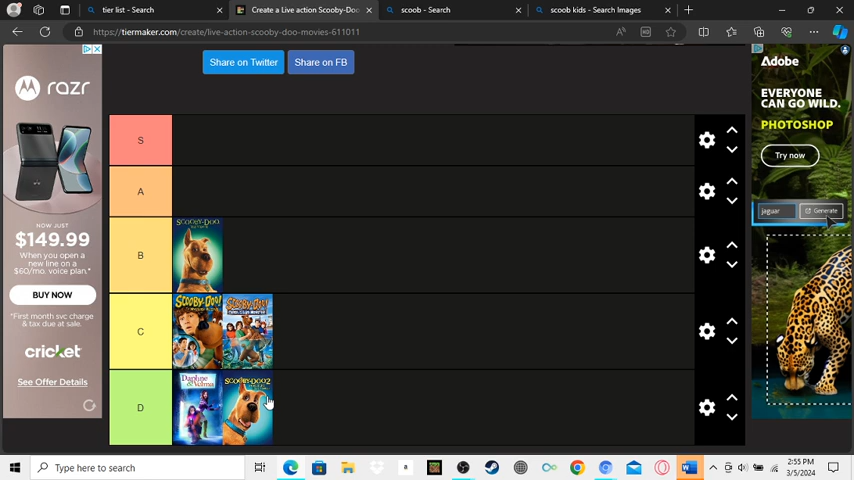 tier list - Search
Create a Live action Scooby-Doo
scoob - Search
scoob kids - Search Images
https://tiermaker.com/create/live-action-scooby-doo-movies-611011
Share on Twitter
Share on FB
razr
NOW JUST
$149.99
When you open a
new line on a
$60/mo. voice plan.*
BUY NOW
*First month svc charge
& tax due at sale.
cricket
See Offer Details
S
A
B
SCOOBY-DOO
C
SCOOBY-DOO!
SCOOBY-DOO!
D
Daphne
& Velma
SCOOBY-DOO 2
Adobe
EVERYONE
CAN GO WILD.
PHOTOSHOP
Try now
jaguar
Generate
Type here to search
2:55 PM
3/5/2024